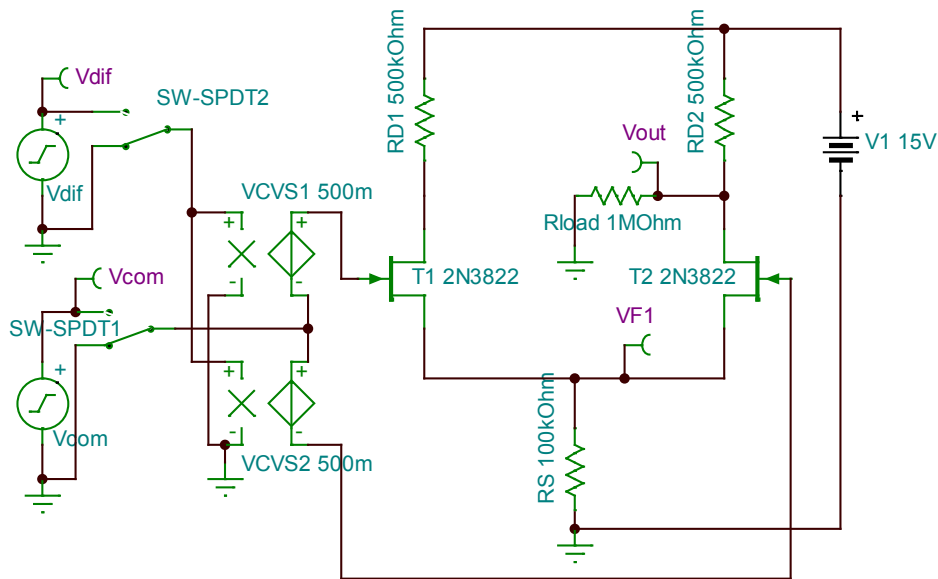 Vdif
SW-SPDT2
+
Vdif
Vcom
SW-SPDT1
+
Vcom
VCVS1 500m
+
-
+
-
+
-
+
-
VCVS2 500m
RD1 500kOhm
RD2 500kOhm
Vout
Rload 1MOhm
T1 2N3822
T2 2N3822
VF1
RS 100kOhm
+
V1 15V